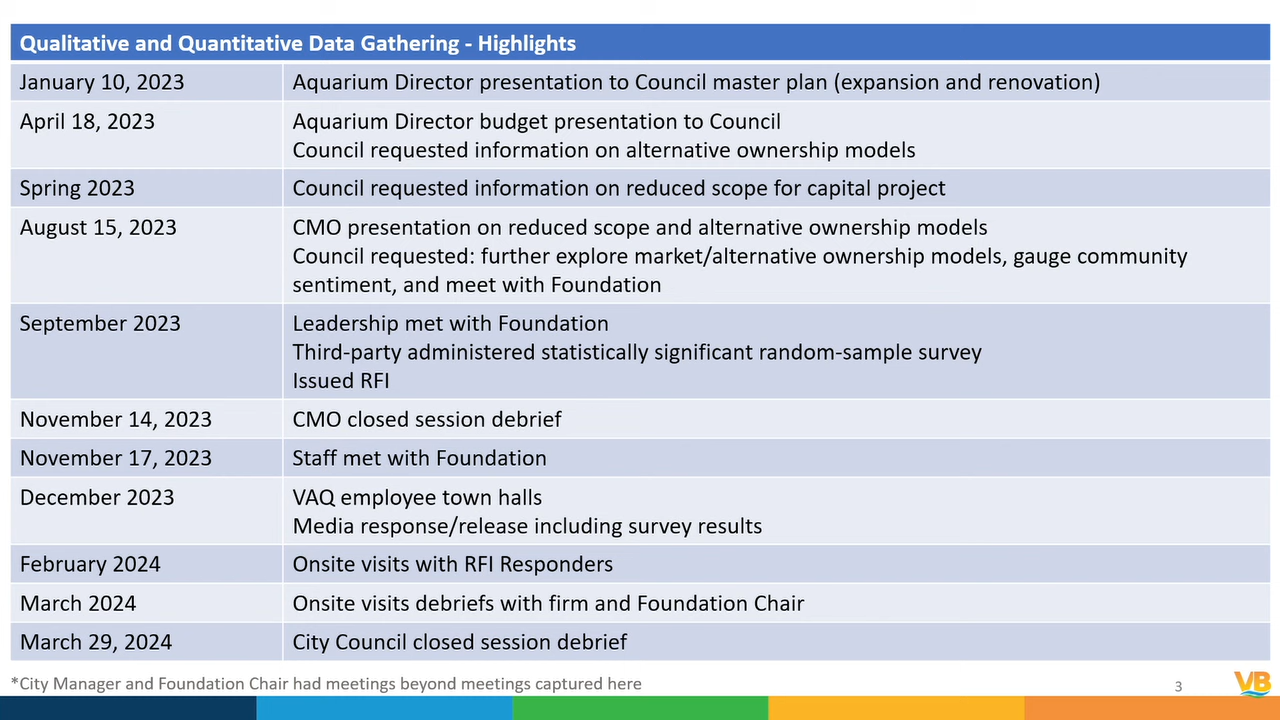 Qualitative and Quantitative Data Gathering - Highlights
January 10, 2023
Aquarium Director presentation to Council master plan (expansion and renovation)
April 18, 2023
Aquarium Director budget presentation to Council
Council requested information on alternative ownership models
Spring 2023
Council requested information on reduced scope for capital project
August 15, 2023
CMO presentation on reduced scope and alternative ownership models
Council requested: further explore market/alternative ownership models, gauge community
sentiment, and meet with Foundation
September 2023
Leadership met with Foundation
Third-party administered statistically significant random-sample survey
Issued RFI
November 14, 2023
CMO closed session debrief
November 17, 2023
Staff met with Foundation
December 2023
VAQ employee town halls
Media response/release including survey results
February 2024
Onsite visits with RFI Responders
March 2024
Onsite visits debriefs with firm and Foundation Chair
March 29, 2024
City Council closed session debrief
*City Manager and Foundation Chair had meetings beyond meetings captured here
3
VB